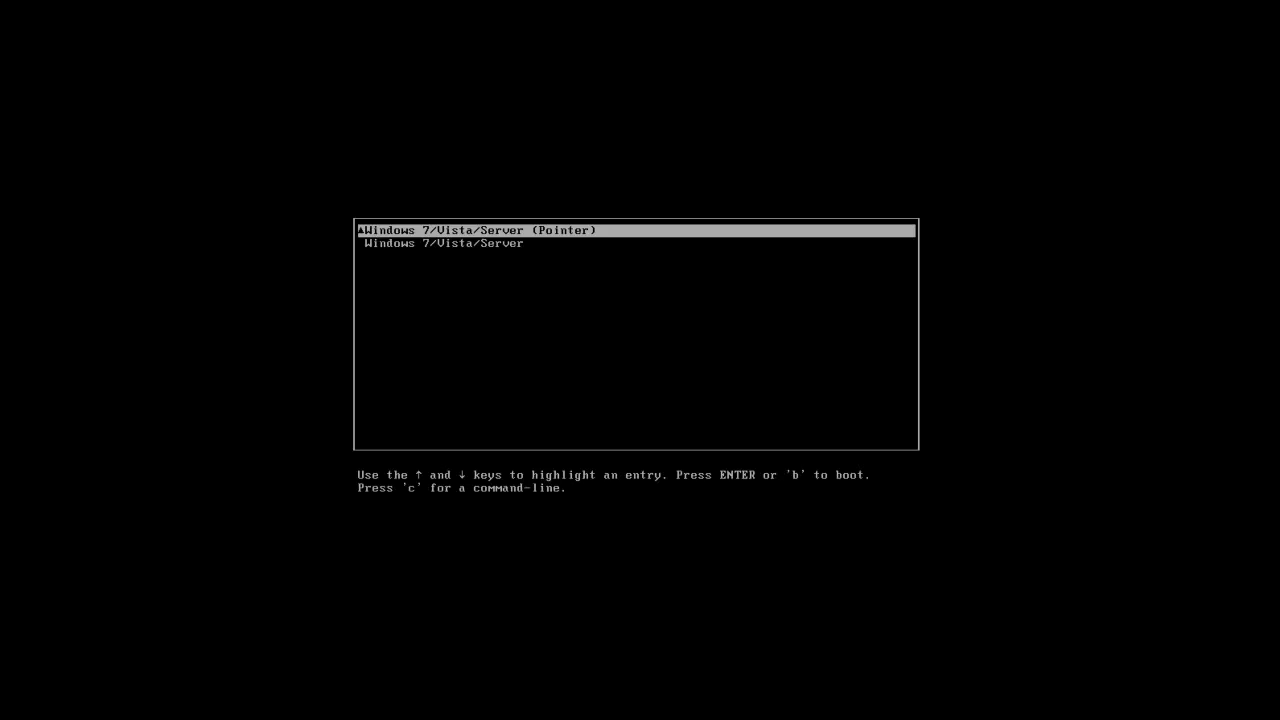 ▲Windows 7/Vista/Server (Pointer)
Windows 7/Vista/Server
Use the ↑ and ↓ keys to highlight an entry. Press ENTER or 'b' to boot.
Press 'c' for a command-line.